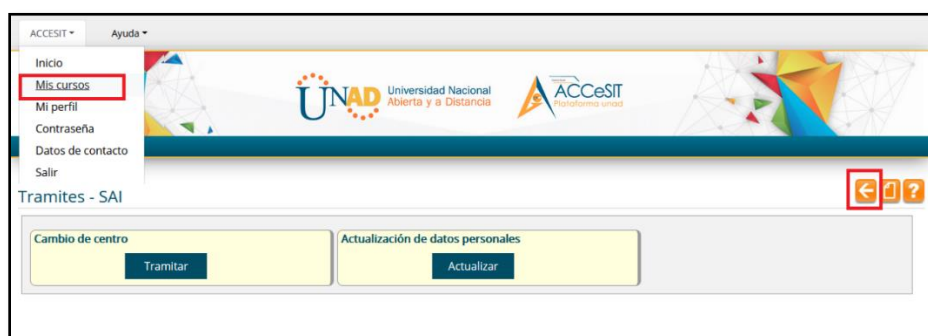 ACCESIT Ayuda
Inicio
Mis cursos
Mi perfil
Contraseña
Datos de contacto
Salir
UNAD Universidad Nacional
Abierta y a Distancia
ACCeSIT
Plataforma unad
Tramites - SAI
?
Cambio de centro
Tramitar
Actualización de datos personales
Actualizar